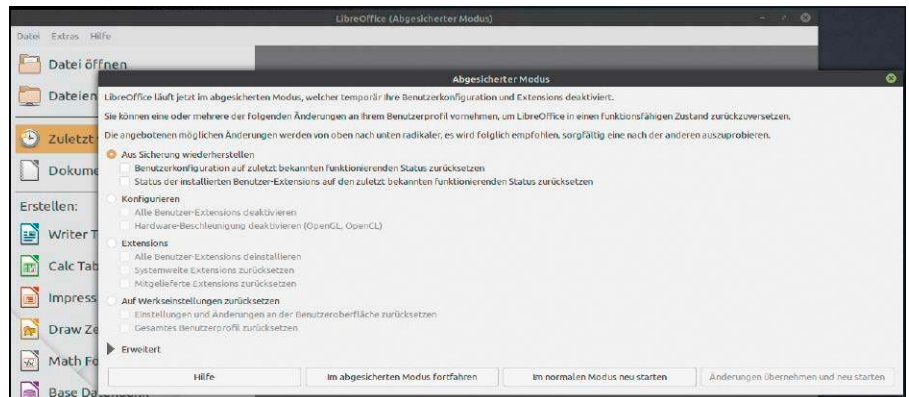 LibreOffice (Abgesicherter Modus)
Datei Extras Hilfe
Datei öffnen
Dateien
Zuletzt
Dokume
Erstellen:
Writer T
Calc Tab
Impress
Draw Ze
Math Fo
Base Datenbank
Abgesicherter Modus
LibreOffice läuft jetzt im abgesicherten Modus, welcher temporär Ihre Benutzerkonfiguration und Extensions deaktiviert.
Sie können eine oder mehrere der folgenden Änderungen an Ihrem Benutzerprofil vornehmen, um LibreOffice in einen funktionsfähigen Zustand zurückzuversetzen.
Die angebotenen möglichen Änderungen werden von oben nach unten radikaler, es wird folglich empfohlen, sorgfältig eine nach der anderen auszuprobieren.
Aus Sicherung wiederherstellen
Benutzerkonfiguration auf zuletzt bekannten funktionierenden Status zurücksetzen
Status der installierten Benutzer-Extensions auf den zuletzt bekannten funktionierenden Status zurücksetzen
Konfigurieren
Alle Benutzer-Extensions deaktivieren
Hardware-Beschleunigung deaktivieren (OpenGL, OpenCL)
Extensions
Alle Benutzer-Extensions deinstallieren
Systemweite Extensions zurücksetzen
Mitgelieferte Extensions zurücksetzen
Auf Werkseinstellungen zurücksetzen
Einstellungen und Änderungen an der Benutzeroberfläche zurücksetzen
Gesamtes Benutzerprofil zurücksetzen
Erweitert
Hilfe
Im abgesicherten Modus fortfahren
Im normalen Modus neu starten
Änderungen übernehmen und neu starten